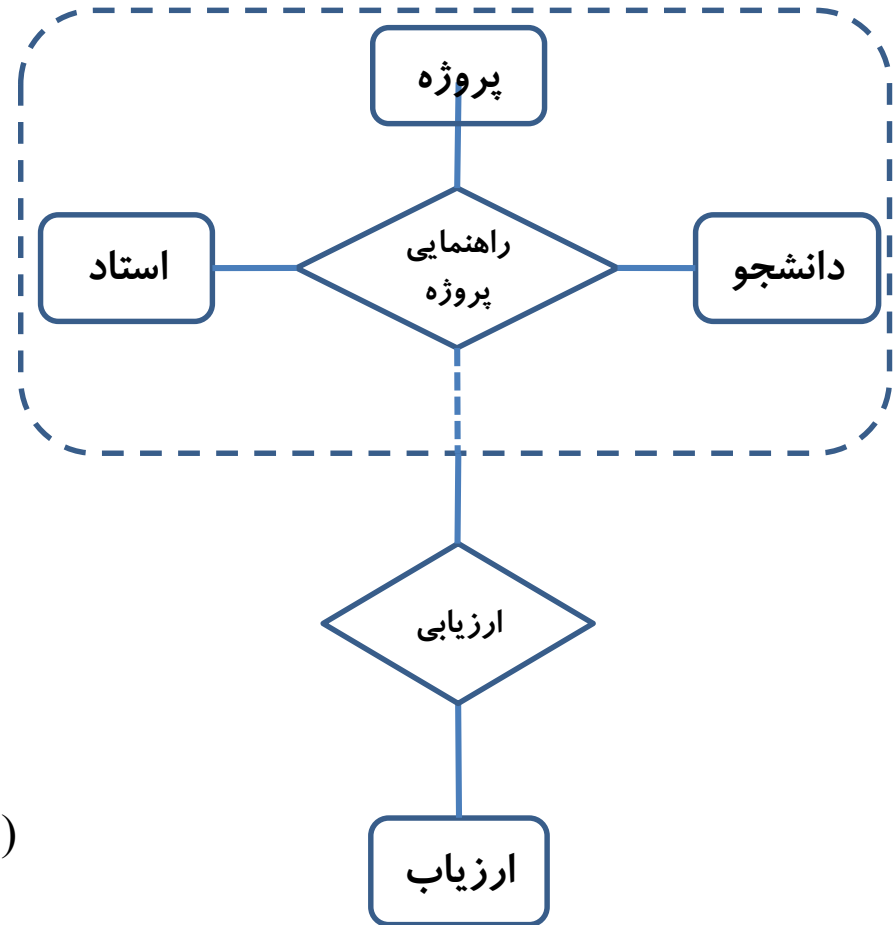 پروژه
راهنمایی
پروژه
دانشجو
استاد
ارزیابی
ارزیاب
)